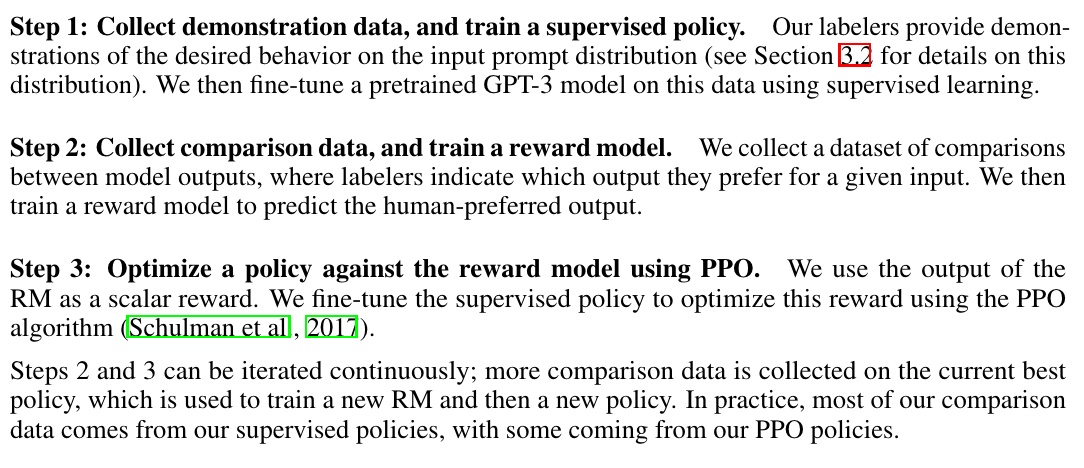 Step 1: Collect demonstration data, and train a supervised policy. Our labelers provide demon-
strations of the desired behavior on the input prompt distribution (see Section 3.2 for details on this
distribution). We then fine-tune a pretrained GPT-3 model on this data using supervised learning.
Step 2: Collect comparison data, and train a reward model. We collect a dataset of comparisons
between model outputs, where labelers indicate which output they prefer for a given input. We then
train a reward model to predict the human-preferred output.
Step 3: Optimize a policy against the reward model using PPO. We use the output of the
RM as a scalar reward. We fine-tune the supervised policy to optimize this reward using the PPO
algorithm (Schulman et al., 2017).
Steps 2 and 3 can be iterated continuously; more comparison data is collected on the current best
policy, which is used to train a new RM and then a new policy. In practice, most of our comparison
data comes from our supervised policies, with some coming from our PPO policies.